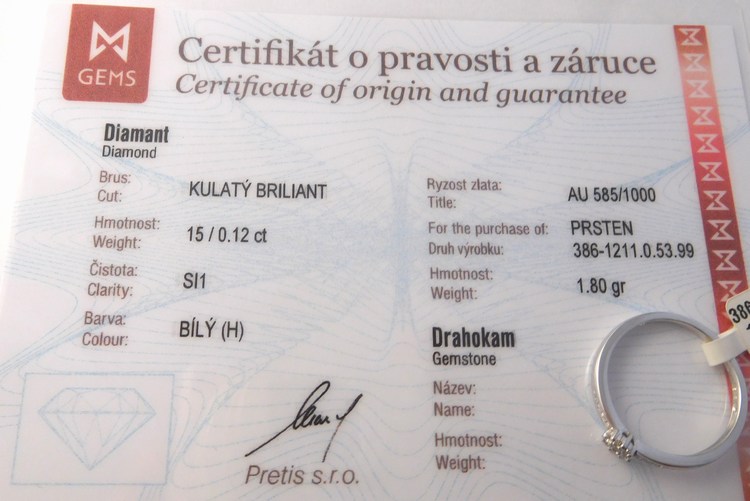 GEMS
Certifikát o pravosti a záruce
Certificate of origin and guarantee
Diamant
Diamond
Brus:
Cut:
KULATÝ BRILIANT
Hmotnost:
Weight:
15 / 0.12 ct
Čistota:
Clarity:
SI1
Barva:
Colour:
BÍLÝ (H)
Ryzost zlata:
Title:
AU 585/1000
For the purchase of:
Druh výrobku:
PRSTEN
386-1211.0.53.99
Hmotnost:
Weight:
1.80 gr
Drahokam
Gemstone
Název:
Name:
Hmotnost:
Weight:
Pretis s.r.o.
386